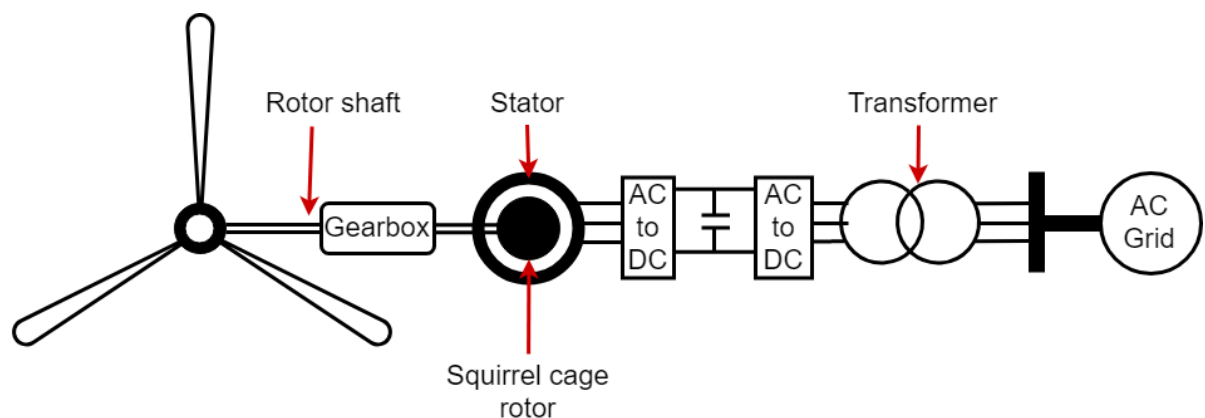 Rotor shaft
Stator
Transformer
Gearbox
AC
to
DC
AC
to
DC
AC
Grid
Squirrel cage
rotor